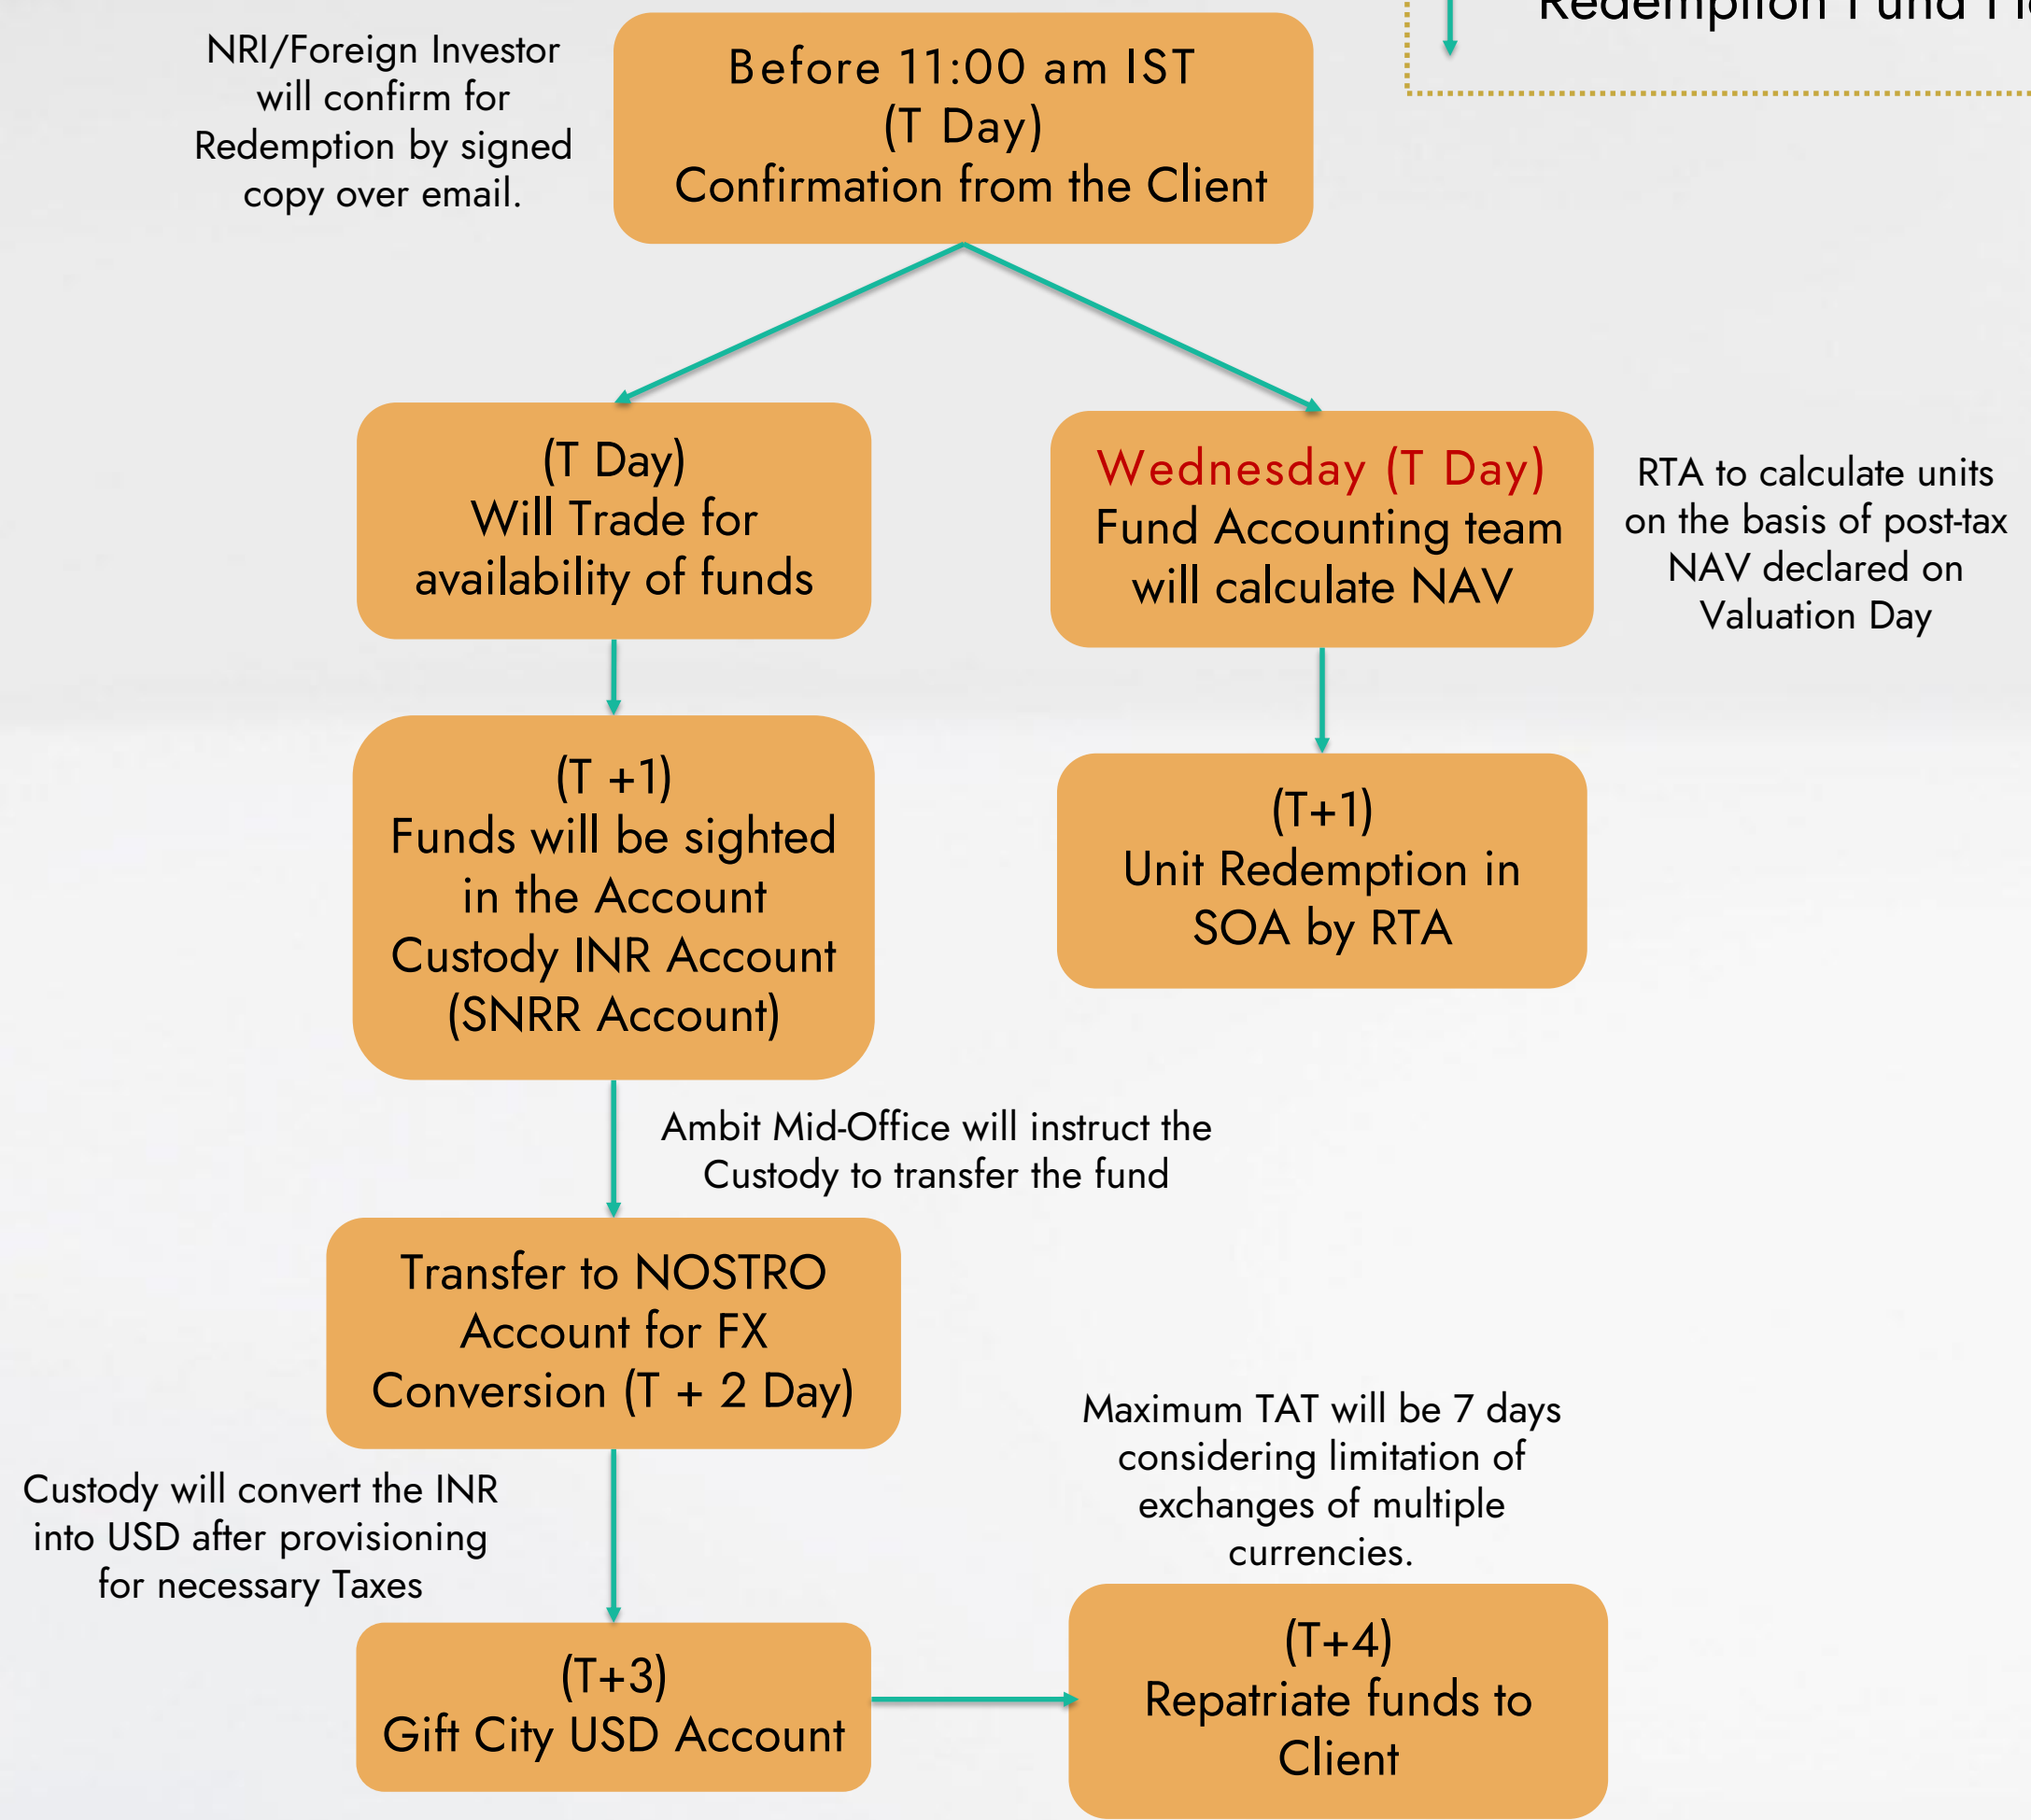 Redemption Fund
NRI/Foreign Investor
will confirm for
Redemption by signed
copy over email.
Before 11:00 am IST
(T Day)
Confirmation from the Client
(T Day)
Will Trade for
availability of funds
Wednesday (T Day)
Fund Accounting team
will calculate NAV
RTA to calculate units
on the basis of post-tax
NAV declared on
Valuation Day
(T +1)
Funds will be sighted
in the Account
Custody INR Account
(SNRR Account)
(T+1)
Unit Redemption in
SOA by RTA
Ambit Mid-Office will instruct the
Custody to transfer the fund
Transfer to NOSTRO
Account for FX
Conversion (T + 2 Day)
Custody will convert the INR
into USD after provisioning
for necessary Taxes
Maximum TAT will be 7 days
considering limitation of
exchanges of multiple
currencies.
(T+3)
Gift City USD Account
(T+4)
Repatriate funds to
Client